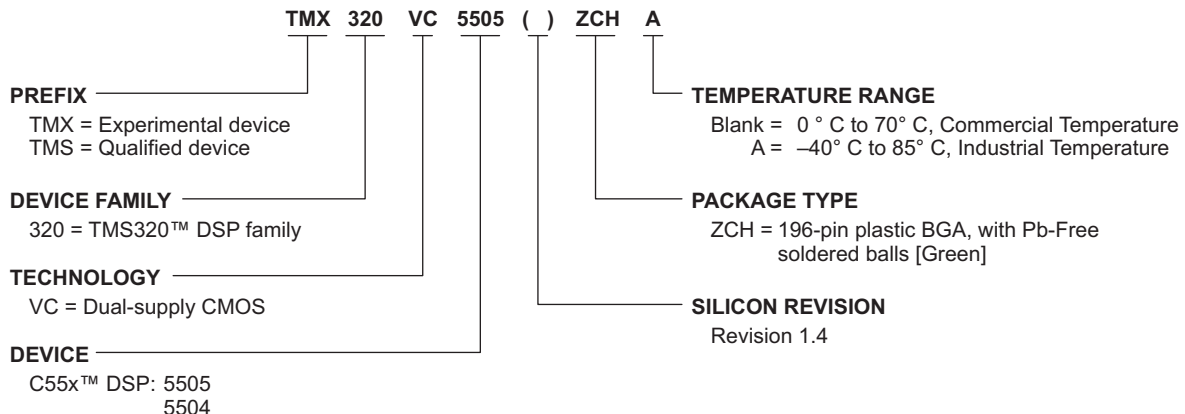 TMX 320 VC 5505 ( ) ZCH A
PREFIX
TMX = Experimental device
TMS = Qualified device
DEVICE FAMILY
320 = TMS320™ DSP family
TECHNOLOGY
VC = Dual-supply CMOS
DEVICE
C55x™ DSP: 5505
5504
TEMPERATURE RANGE
Blank = 0 ° C to 70° C, Commercial Temperature
A = –40° C to 85° C, Industrial Temperature
PACKAGE TYPE
ZCH = 196-pin plastic BGA, with Pb-Free
soldered balls [Green]
SILICON REVISION
Revision 1.4